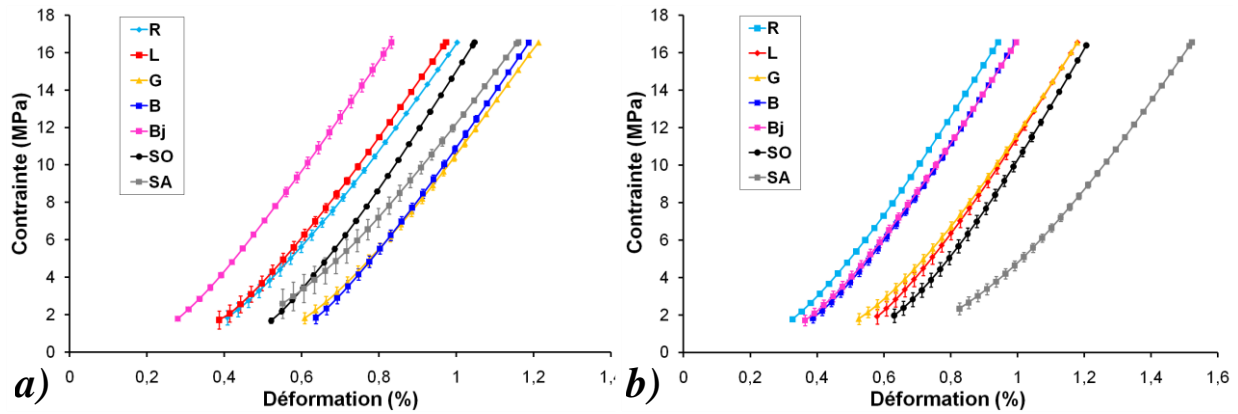 18
16
14
12
10
8
6
4
2
0
Contrainte (MPa)
R
L
G
B
Bj
SO
SA
0
0,2
0,4
0,6
0,8
1
1,2
1,4
Déformation (%)
a)
18
16
14
12
10
8
6
4
2
0
Contrainte (MPa)
R
L
G
B
Bj
SO
SA
0
0,2
0,4
0,6
0,8
1
1,2
1,4
1,6
Déformation (%)
b)